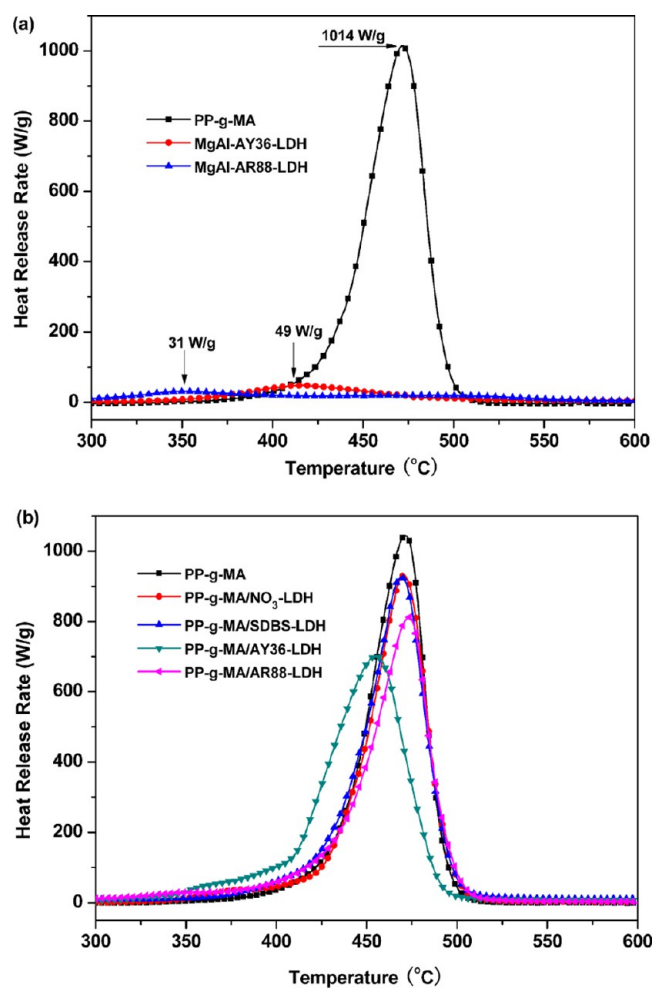 (a)
1014 W/g
PP-g-MA
MgAl-AY36-LDH
MgAl-AR88-LDH
31 W/g
49 W/g
Heat Release Rate (W/g)
1000
800
600
400
200
0
300
350
400
450
500
550
600
Temperature (°C)
(b)
PP-g-MA
PP-g-MA/NO₃-LDH
PP-g-MA/SDBS-LDH
PP-g-MA/AY36-LDH
PP-g-MA/AR88-LDH
Heat Release Rate (W/g)
1000
800
600
400
200
0
300
350
400
450
500
550
600
Temperature (°C)